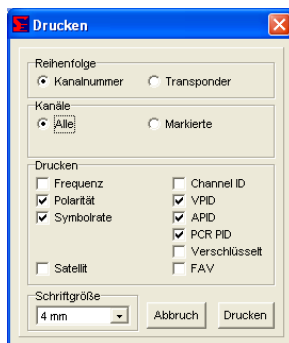 Drucken
Reihenfolge
Kanalnummer Transponder
Kanäle
Alle Markierte
Drucken
Frequenz Channel ID
Polarität VPID
Symbolrate APID
PCR PID
Verschlüsselt
Satellit FAV
Schriftgröße
4 mm Abbruch Drucken